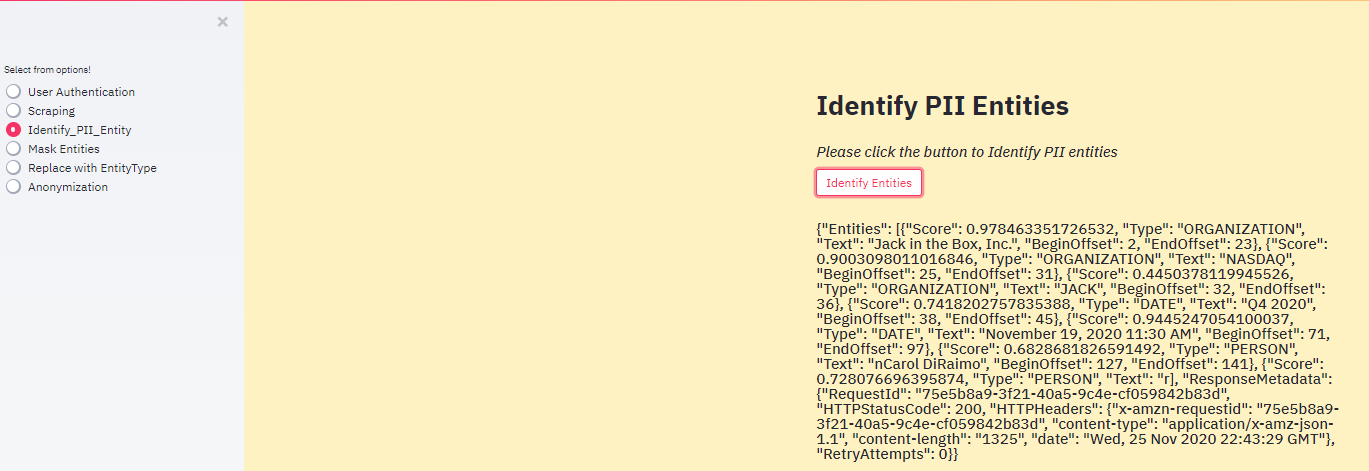 ×
Select from options!
User Authentication
Scraping
Identify_PII_Entity
Mask Entities
Replace with EntityType
Anonymization
Identify PII Entities
Please click the button to Identify PII entities
Identify Entities
{"Entities": [{"Score": 0.978463351726532, "Type": "ORGANIZATION",
"Text": "Jack in the Box, Inc.", "BeginOffset": 2, "EndOffset": 23}, {"Score":
0.9003098011016846, "Type": "ORGANIZATION", "Text": "NASDAQ",
"BeginOffset": 25, "EndOffset": 31}, {"Score": 0.4450378119945526,
"Type": "ORGANIZATION", "Text": "JACK", "BeginOffset": 32, "EndOffset":
36}, {"Score": 0.7418202757835388, "Type": "DATE", "Text": "Q4 2020",
"BeginOffset": 38, "EndOffset": 45}, {"Score": 0.9445247054100037,
"Type": "DATE", "Text": "November 19, 2020 11:30 AM", "BeginOffset": 71,
"EndOffset": 97}, {"Score": 0.6828681826591492, "Type": "PERSON",
"Text": "nCarol DiRaimo", "BeginOffset": 127, "EndOffset": 141}, {"Score":
0.728076696395874, "Type": "PERSON", "Text": "r], "ResponseMetadata":
{"RequestId": "75e5b8a9-3f21-40a5-9c4e-cf059842b83d",
"HTTPStatusCode": 200, "HTTPHeaders": {"x-amzn-requestid": "75e5b8a9-
3f21-40a5-9c4e-cf059842b83d", "content-type": "application/x-amz-json-
1.1", "content-length": "1325", "date": "Wed, 25 Nov 2020 22:43:29 GMT"},
"RetryAttempts": 0}}